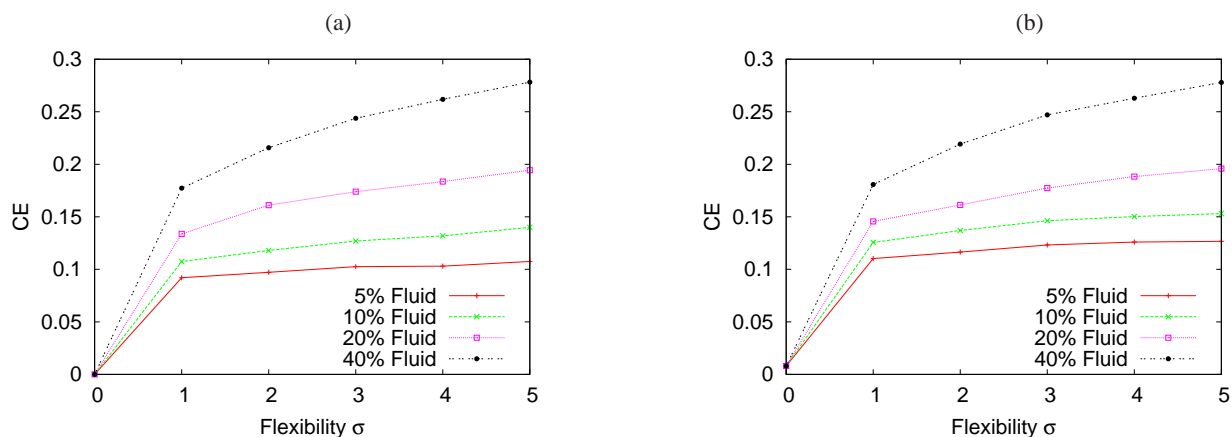 (a)
0.3
0.25
0.2
0.15
0.1
0.05
0
CE
0 1 2 3 4 5
Flexibility σ
5% Fluid
10% Fluid
20% Fluid
40% Fluid
(b)
0.3
0.25
0.2
0.15
0.1
0.05
0
CE
0 1 2 3 4 5
Flexibility σ
5% Fluid
10% Fluid
20% Fluid
40% Fluid